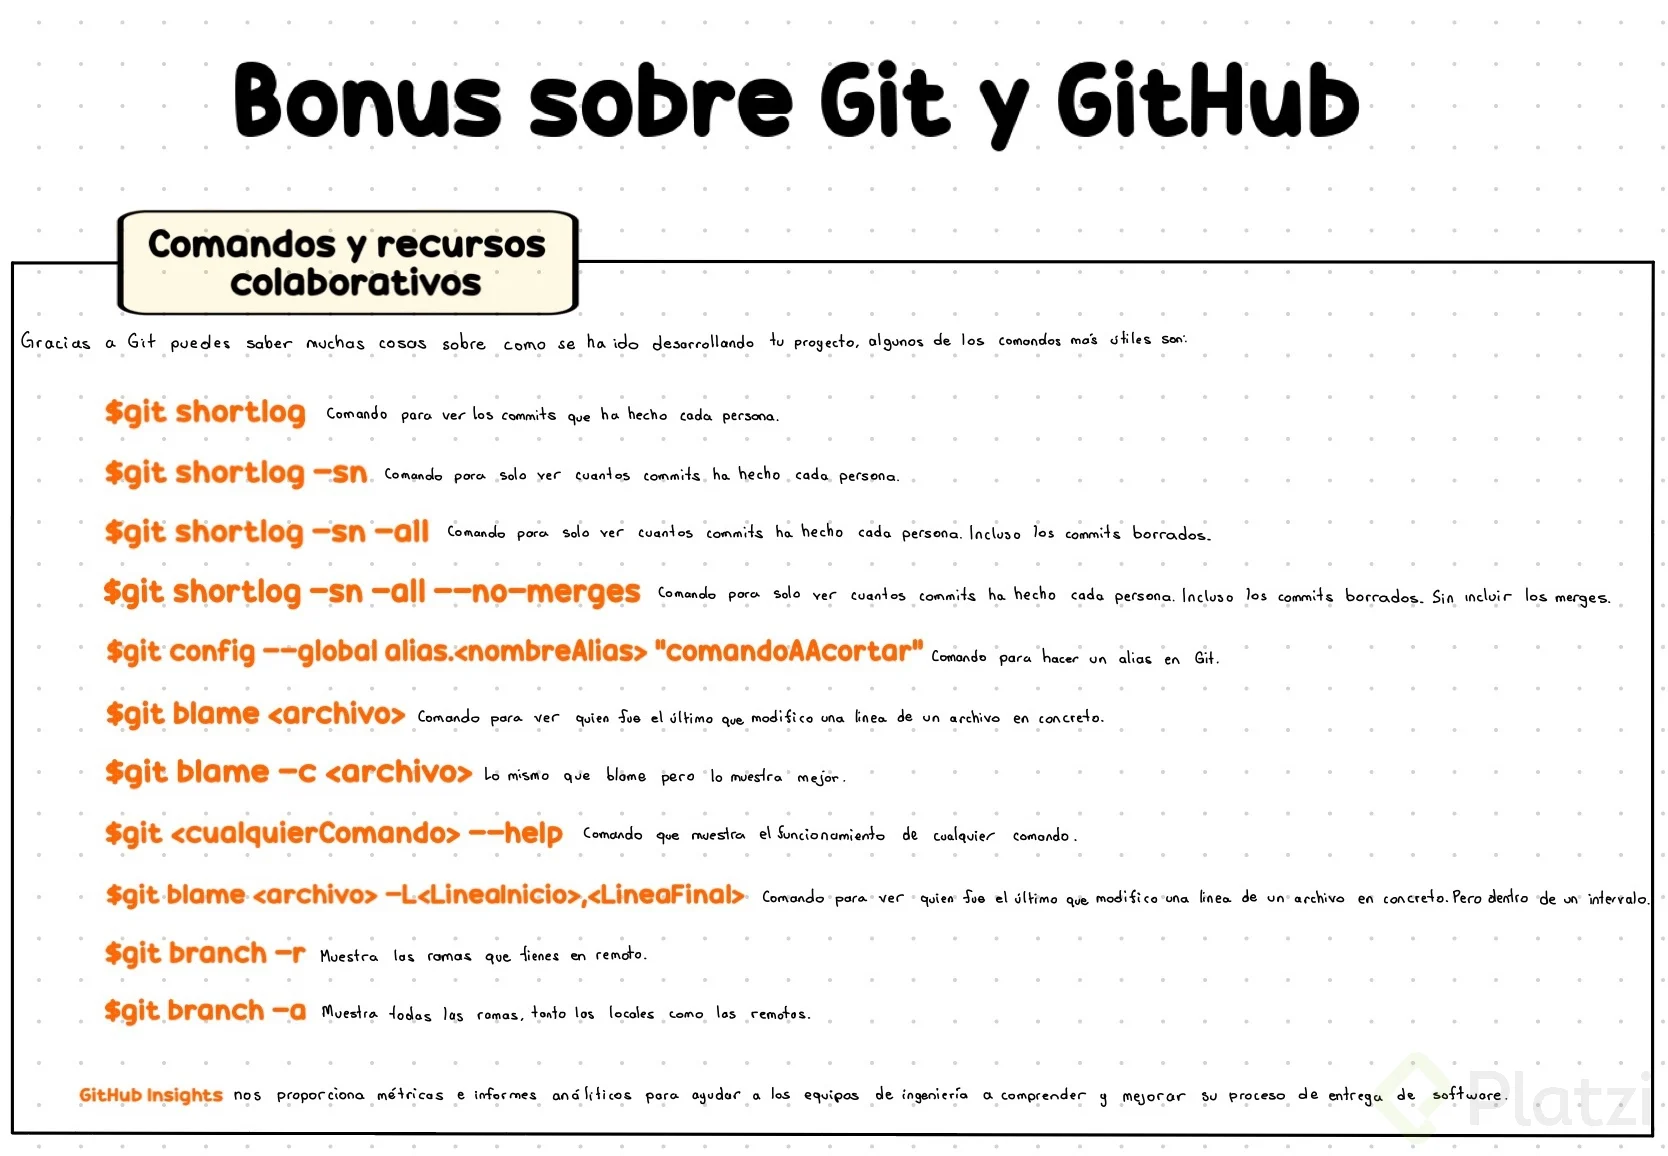 Bonus sobre Git y GitHub
Comandos y recursos
colaborativos
Gracias a Git puedes saber muchas cosas sobre como se ha ido desarrollando tu proyecto, algunos de los comandos más útiles son:
$git shortlog Comando para ver los commits que ha hecho cada persona.
$git shortlog -sn Comando para solo ver cuantos commits ha hecho cada persona.
$git shortlog -sn -all Comando para solo ver cuantos commits ha hecho cada persona. Incluso los commits borrados.
$git shortlog -sn -all --no-merges Comando para solo ver cuantos commits ha hecho cada persona. Incluso los commits borrados. Sin incluir los merges.
$git config --global alias.<nombreAlias> "comandoAAcortar" Comando para hacer un alias en Git.
$git blame <archivo> Comando para ver quien fue el último que modifico una linea de un archivo en concreto.
$git blame -c <archivo> Lo mismo que blame pero lo muestra mejor.
$git <cualquierComando> --help Comando que muestra el funcionamiento de cualquier comando.
$git blame <archivo> -L<LineaInicio>,<LineaFinal> Comando para ver quien fue el último que modifico una linea de un archivo en concreto. Pero dentro de un intervalo.
$git branch -r Muestra las ramas que tienes en remoto.
$git branch -a Muestra todas las ramas, tanto las locales como las remotas.
GitHub Insights nos proporciona métricas e informes analíticos para ayudar a los equipos de ingeniería a comprender y mejorar su proceso de entrega de software.
Platzi